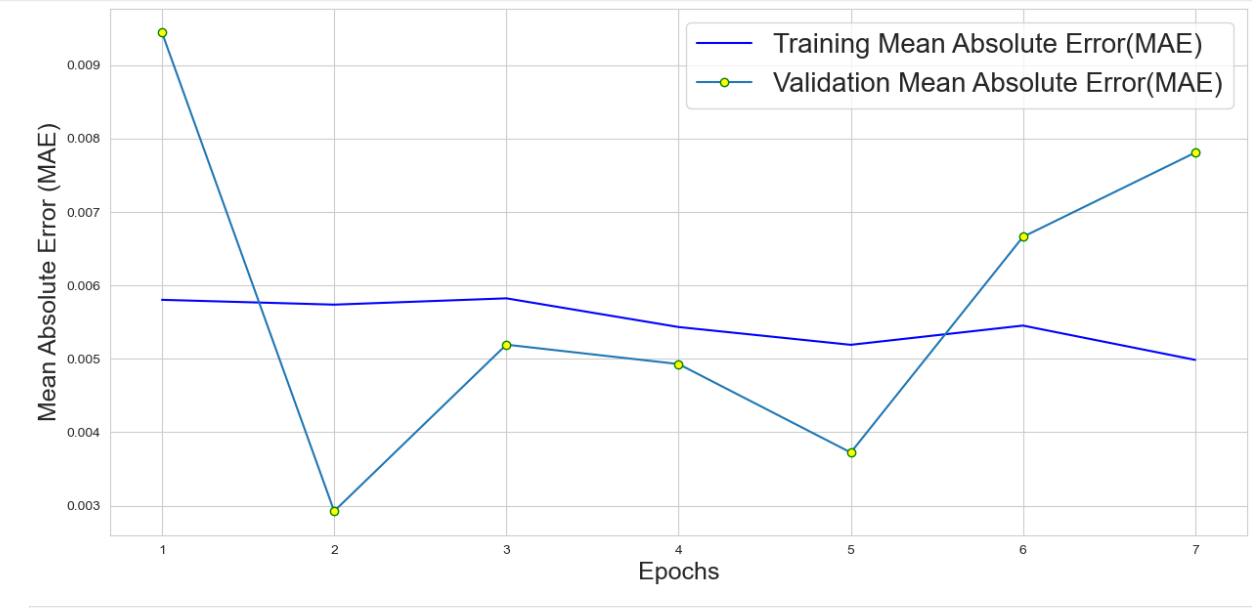 Training Mean Absolute Error(MAE)
Validation Mean Absolute Error(MAE)
Mean Absolute Error (MAE)
0.009
0.008
0.007
0.006
0.005
0.004
0.003
1 2 3 4 5 6 7
Epochs